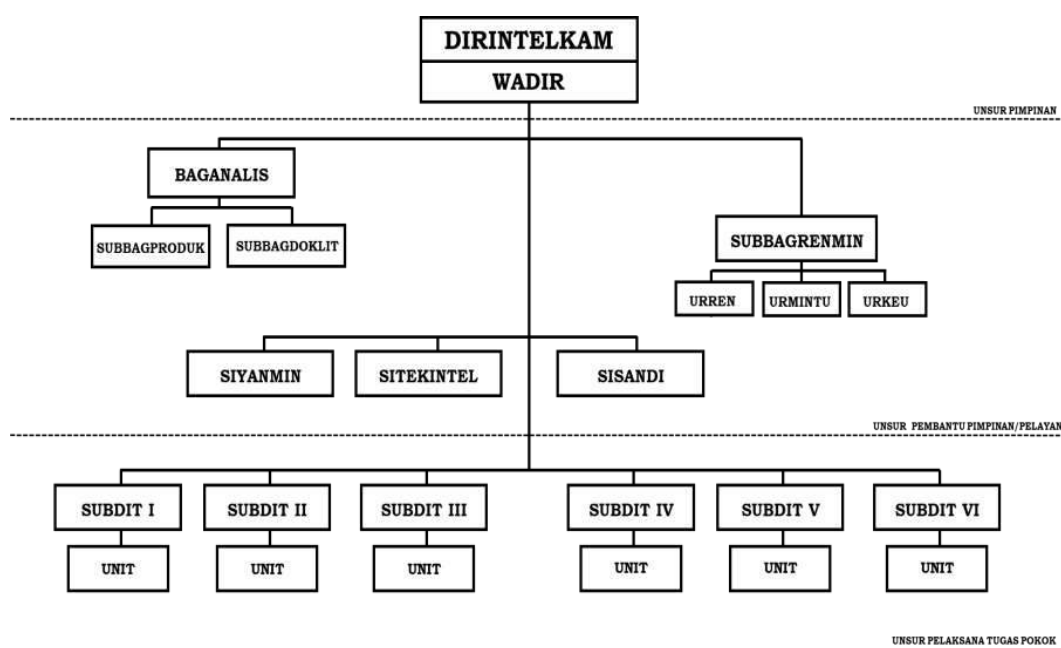 DIRINTELKAM
WADIR
UNSUR PIMPINAN
BAGANALIS
SUBBAGPRODUK
SUBBAGDOKLIT
SUBBAGRENMIN
URREN
URMINTU
URKEU
SIYANMIN
SITEKINTEL
SISANDI
UNSUR PEMBANTU PIMPINAN/PELAYAN
SUBDIT I
SUBDIT II
SUBDIT III
SUBDIT IV
SUBDIT V
SUBDIT VI
UNIT
UNIT
UNIT
UNIT
UNIT
UNIT
UNSUR PELAKSANA TUGAS POKOK